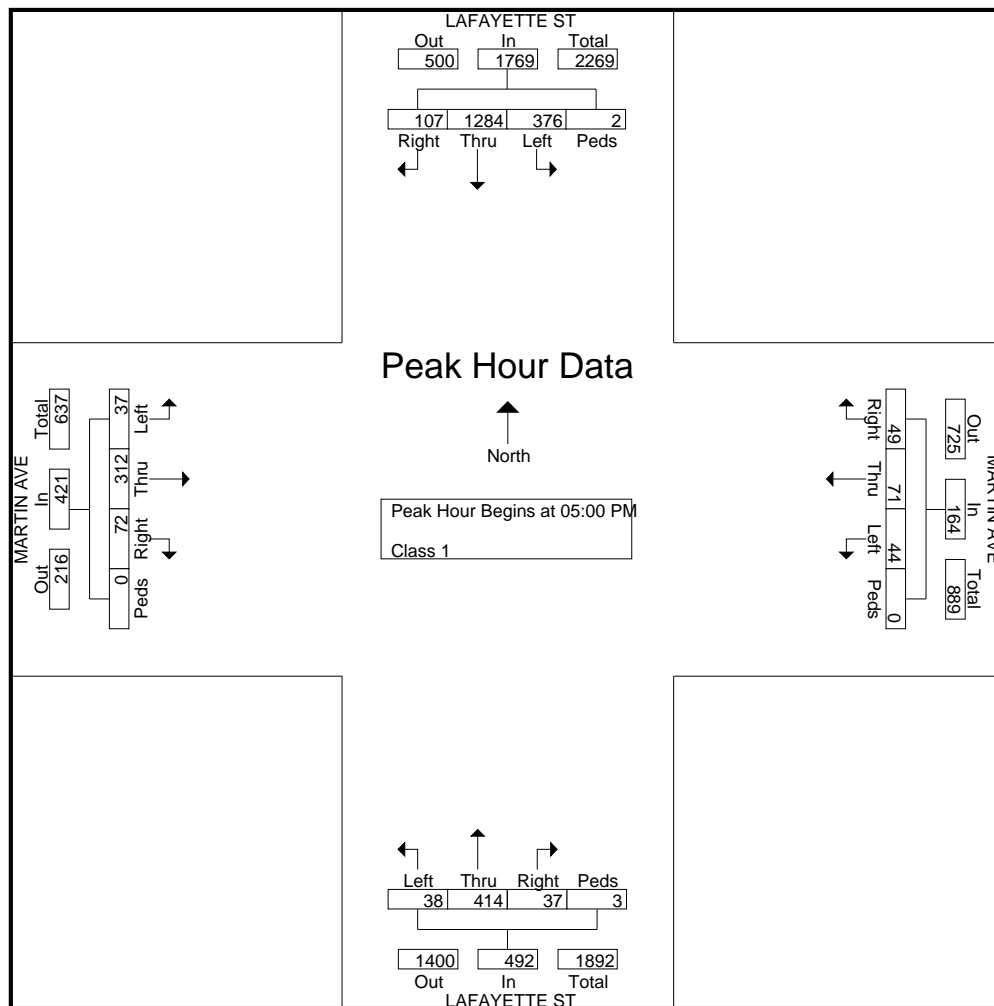 LAFAYETTE ST
Out In Total
500 1769 2269
107 1284 376 2
Right Thru Left Peds
Peak Hour Data
North
Peak Hour Begins at 05:00 PM
Class 1
MARTIN AVE
Total In Out
637 421 216
37 312 72 0
Left Thru Right Peds
MARTIN AVE
Out In Total
725 164 889
49 71 44 0
Right Thru Left Peds
Left Thru Right Peds
38 414 37 3
1400 492 1892
Out In Total
LAFAYETTE ST